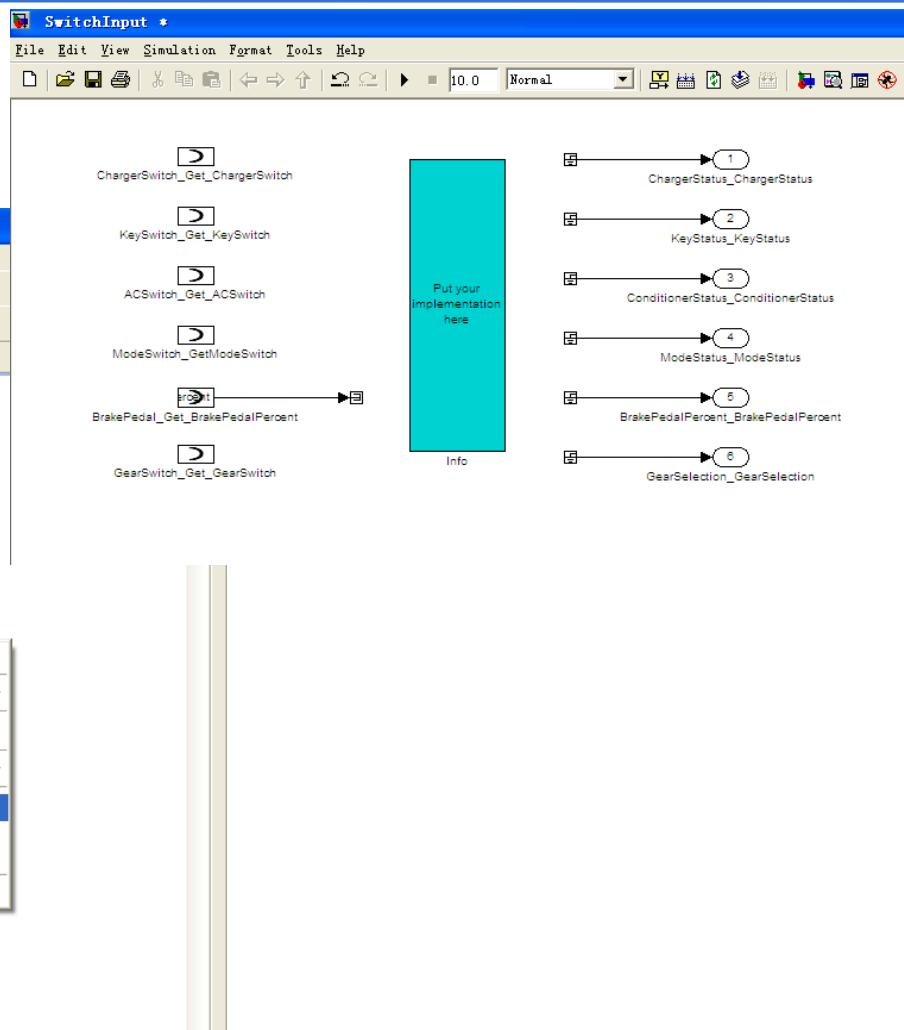 SwitchInput *
File Edit View Simulation Format Tools Help
10.0 Normal
ChargerSwitch_Get_ChargerSwitch
KeySwitch_Get_KeySwitch
ACSwitch_Get_ACSwitch
ModeSwitch_GetModeSwitch
BrakePedal_Get_BrakePedalPercent
GearSwitch_Get_GearSwitch
Put your
implementation
here
Info
1
ChargerStatus_ChargerStatus
2
KeyStatus_KeyStatus
3
ConditionerStatus_ConditionerStatus
4
ModeStatus_ModeStatus
5
BrakePedalPercent_BrakePedalPercent
6
GearSelection_GearSelection